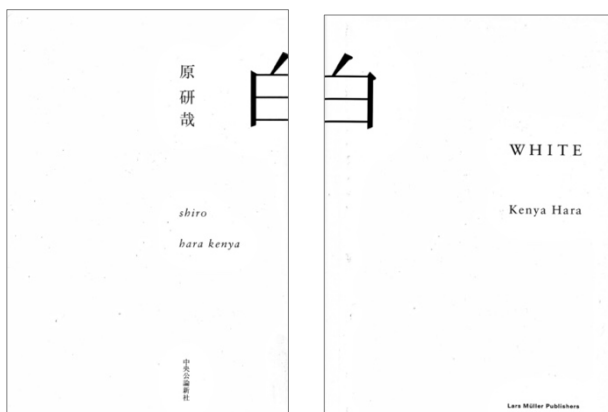 原研哉
白
shiro
hara kenya
中央公論新社
白
WHITE
Kenya Hara
Lars Müller Publishers